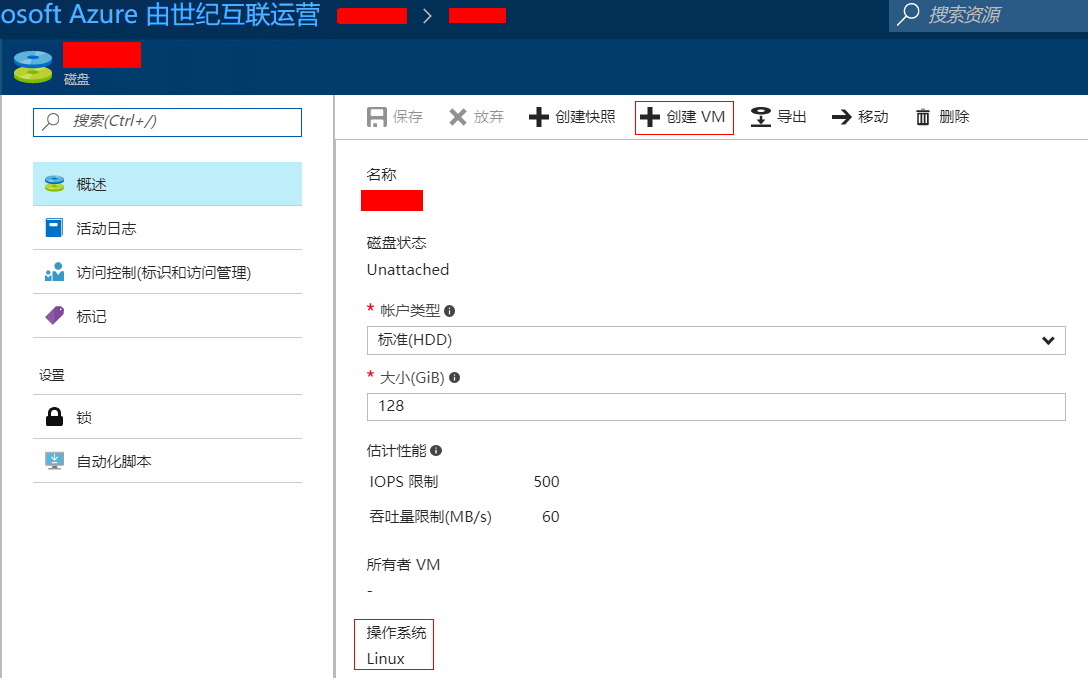 osoft Azure 由世纪互联运营
搜索资源
磁盘
搜索(Ctrl+/)
概述
活动日志
访问控制(标识和访问管理)
标记
设置
锁
自动化脚本
保存 放弃 创建快照 创建 VM 导出 移动 删除
名称
磁盘状态
Unattached
* 帐户类型
标准(HDD)
* 大小(GiB)
128
估计性能
IOPS 限制 500
吞吐量限制(MB/s) 60
所有者 VM
-
操作系统
Linux